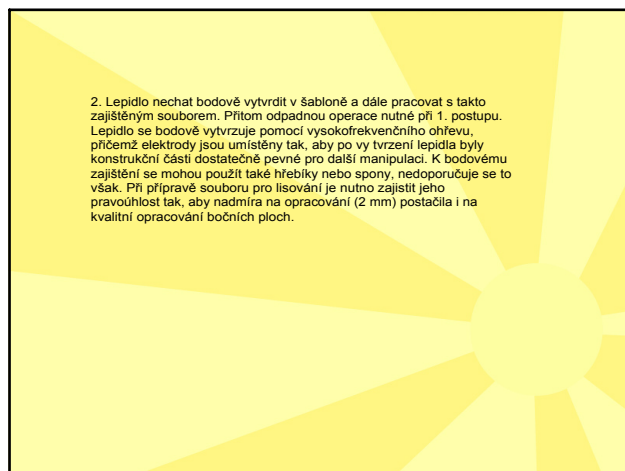 2. Lepidlo nechat bodově vytvrdit v šabloně a dále pracovat s takto
zajištěným souborem. Přitom odpadnou operace nutné při 1. postupu.
Lepidlo se bodově vytvrzuje pomocí vysokofrekvenčního ohřevu,
přičemž elektrody jsou umístěny tak, aby po vy tvrzení lepidla byly
konstrukční části dostatečně pevné pro další manipulaci. K bodovému
zajištění se mohou použít také hřebíky nebo spony, nedoporučuje se to
však. Při přípravě souboru pro lisování je nutno zajistit jeho
pravoúhlost tak, aby nadmíra na opracování (2 mm) postačila i na
kvalitní opracování bočních ploch.